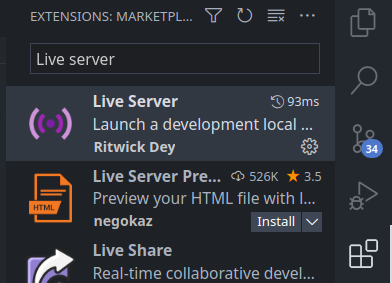 EXTENSIONS: MARKETPL...
Live server
Live Server
93ms
Launch a development local ...
Ritwick Dey
Live Server Pre...
526K
3.5
HTML
Preview your HTML file with l...
negokaz
Install
Live Share
Real-time collaborative devel...
34